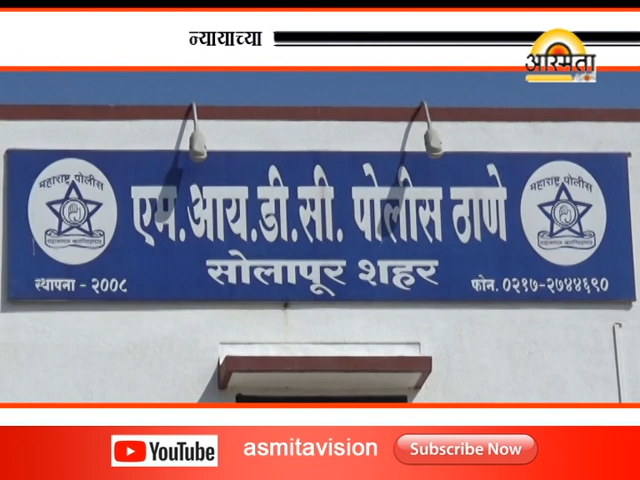 न्यायाच्या
अस्मिता
महाराष्ट्र पोलीस
एम.आय.डी.सी. पोलीस ठाणे
महाराष्ट्र पोलीस
सोलापूर शहर
स्थापना - २००८
फोन. ०२१७-२७४४६९०
YouTube
asmitavision
Subscribe Now